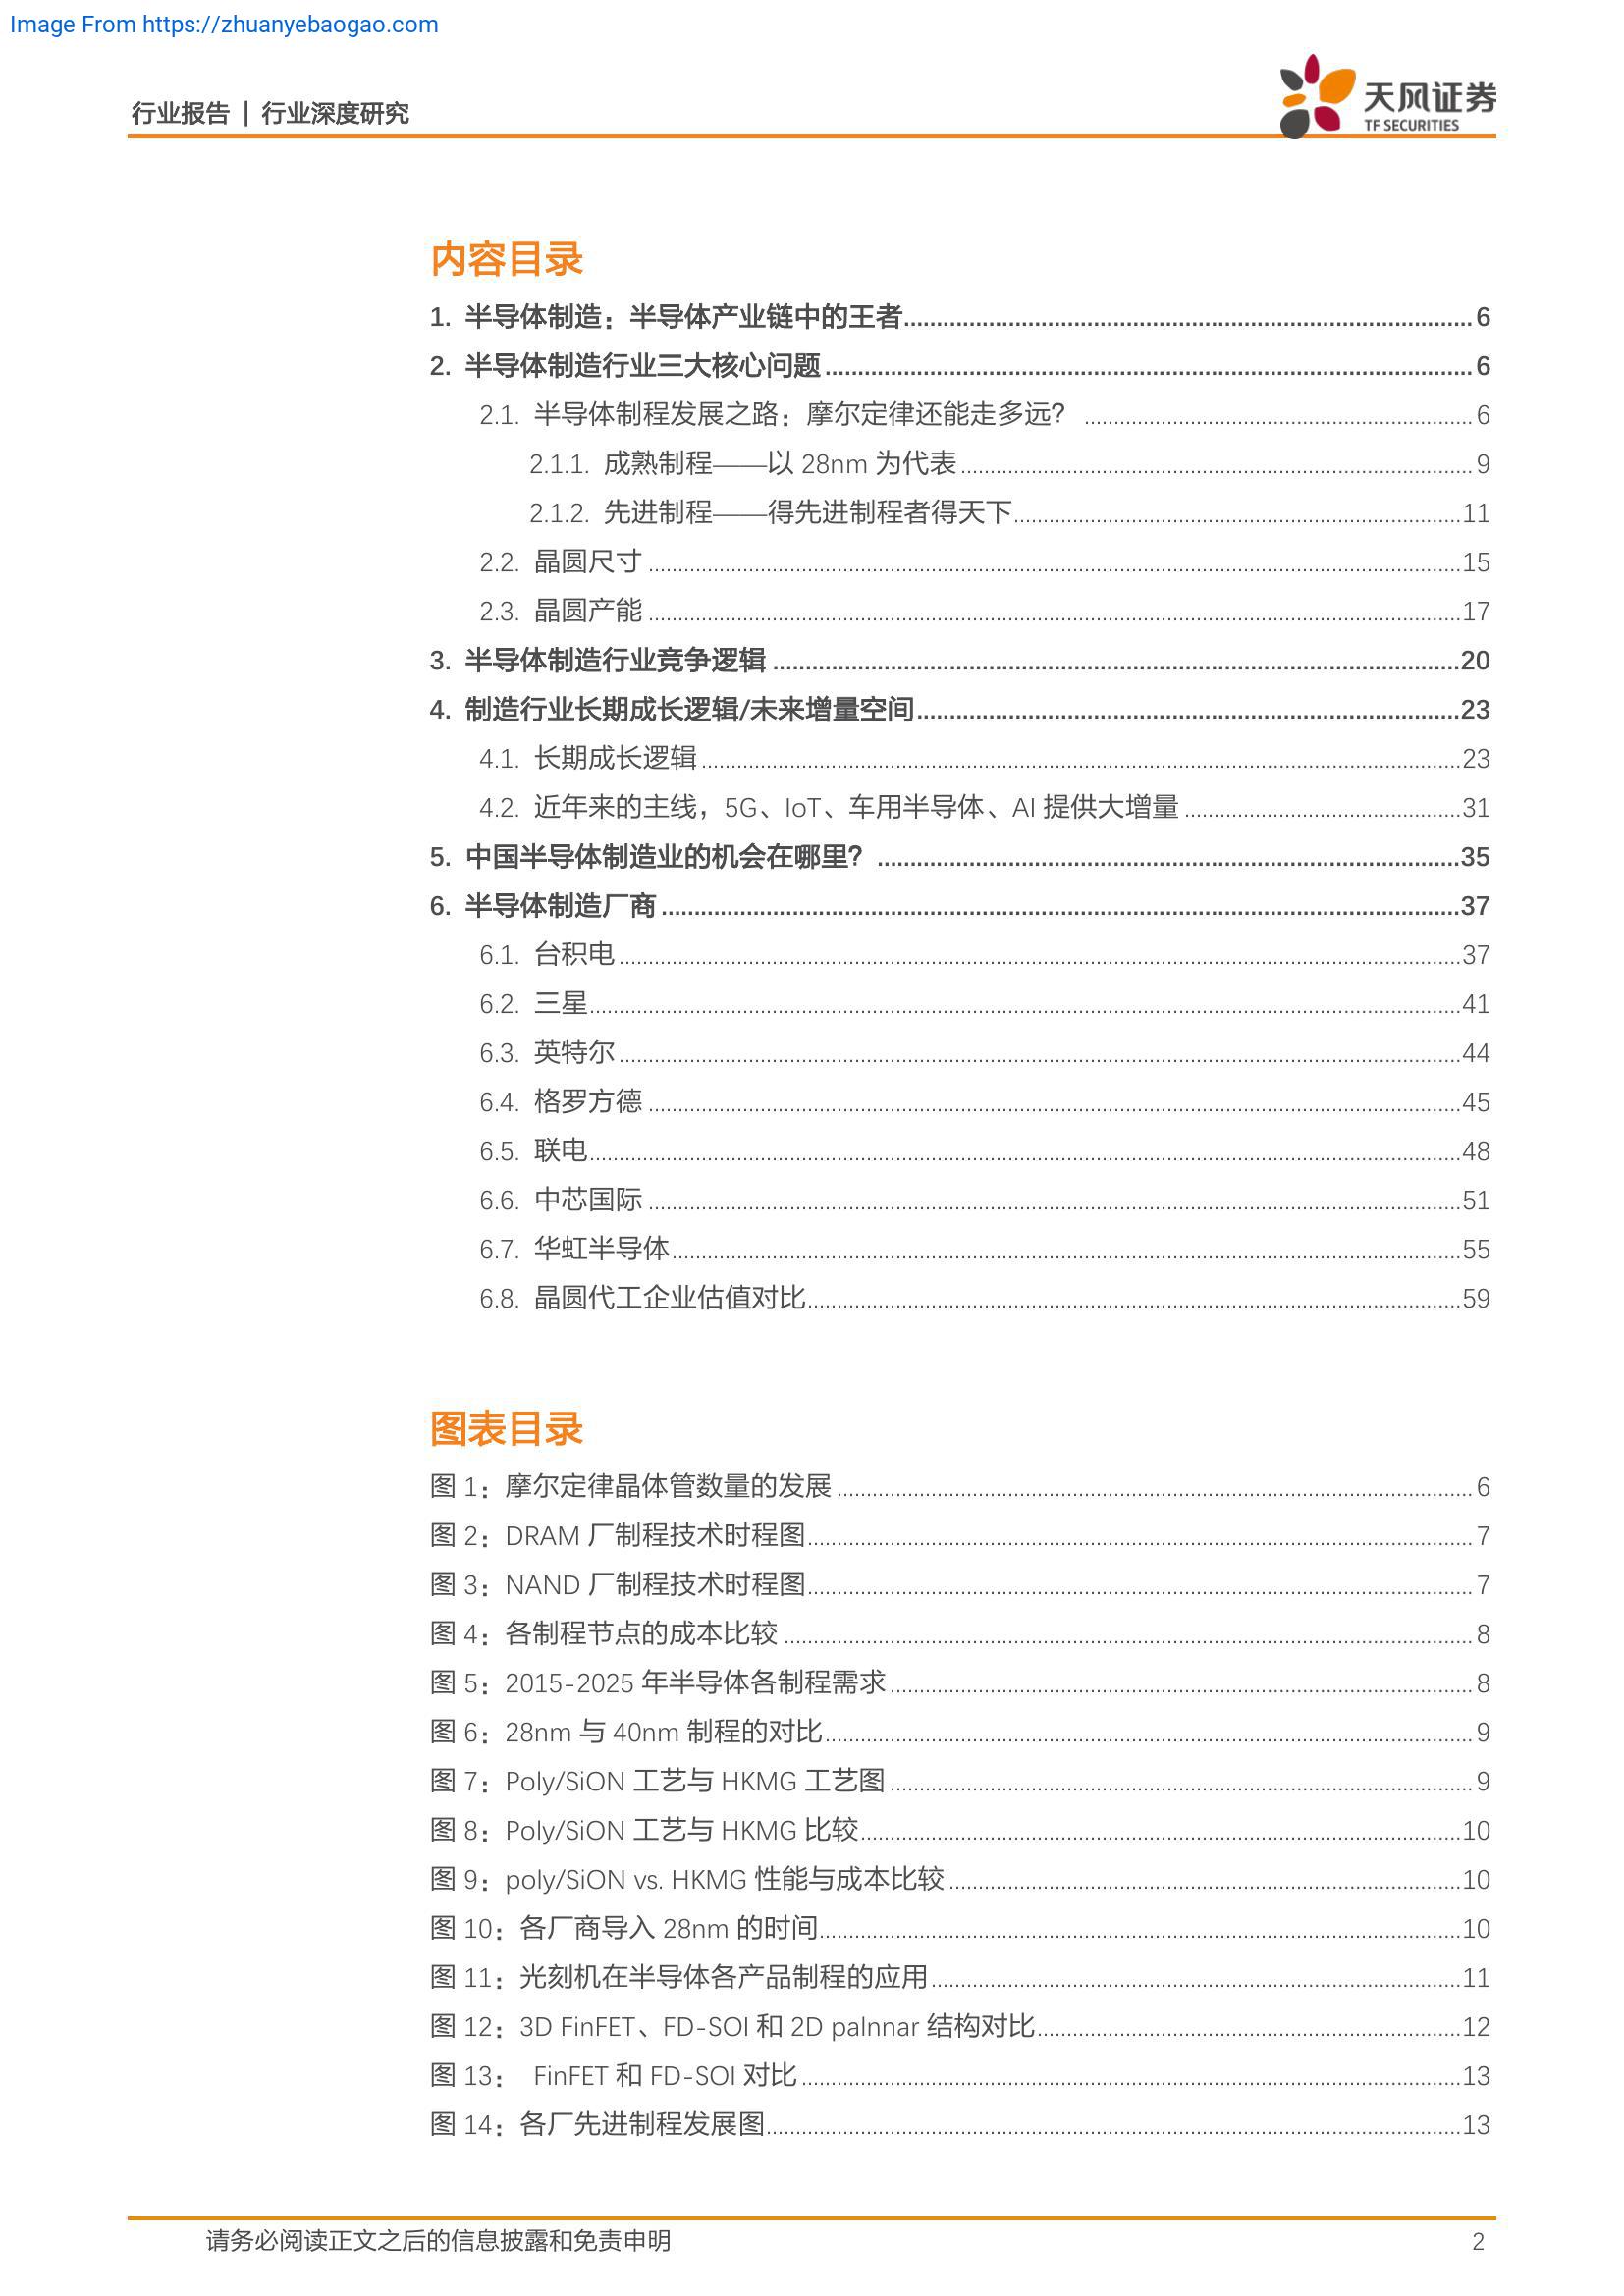 Image From https://zhuanyebaogao.com
行业报告 | 行业深度研究
天风证券
TF SECURITIES
内容目录
1. 半导体制造：半导体产业链中的王者 6
2. 半导体制造行业三大核心问题 6
2.1. 半导体制程发展之路：摩尔定律还能走多远？ 6
2.1.1. 成熟制程——以 28nm 为代表 9
2.1.2. 先进制程——得先进制程者得天下 11
2.2. 晶圆尺寸 15
2.3. 晶圆产能 17
3. 半导体制造行业竞争逻辑 20
4. 制造行业长期成长逻辑/未来增量空间 23
4.1. 长期成长逻辑 23
4.2. 近年来的主线，5G、IoT、车用半导体、AI 提供大增量 31
5. 中国半导体制造业的机会在哪里？ 35
6. 半导体制造厂商 37
6.1. 台积电 37
6.2. 三星 41
6.3. 英特尔 44
6.4. 格罗方德 45
6.5. 联电 48
6.6. 中芯国际 51
6.7. 华虹半导体 55
6.8. 晶圆代工企业估值对比 59
图表目录
图 1：摩尔定律晶体管数量的发展 6
图 2：DRAM 厂制程技术时程图 7
图 3：NAND 厂制程技术时程图 7
图 4：各制程节点的成本比较 8
图 5：2015-2025 年半导体各制程需求 8
图 6：28nm 与 40nm 制程的对比 9
图 7：Poly/SiON 工艺与 HKMG 工艺图 9
图 8：Poly/SiON 工艺与 HKMG 比较 10
图 9：poly/SiON vs. HKMG 性能与成本比较 10
图 10：各厂商导入 28nm 的时间 10
图 11：光刻机在半导体各产品制程的应用 11
图 12：3D FinFET、FD-SOI 和 2D palnnar 结构对比 12
图 13： FinFET 和 FD-SOI 对比 13
图 14：各厂先进制程发展图 13
请务必阅读正文之后的信息披露和免责申明 2